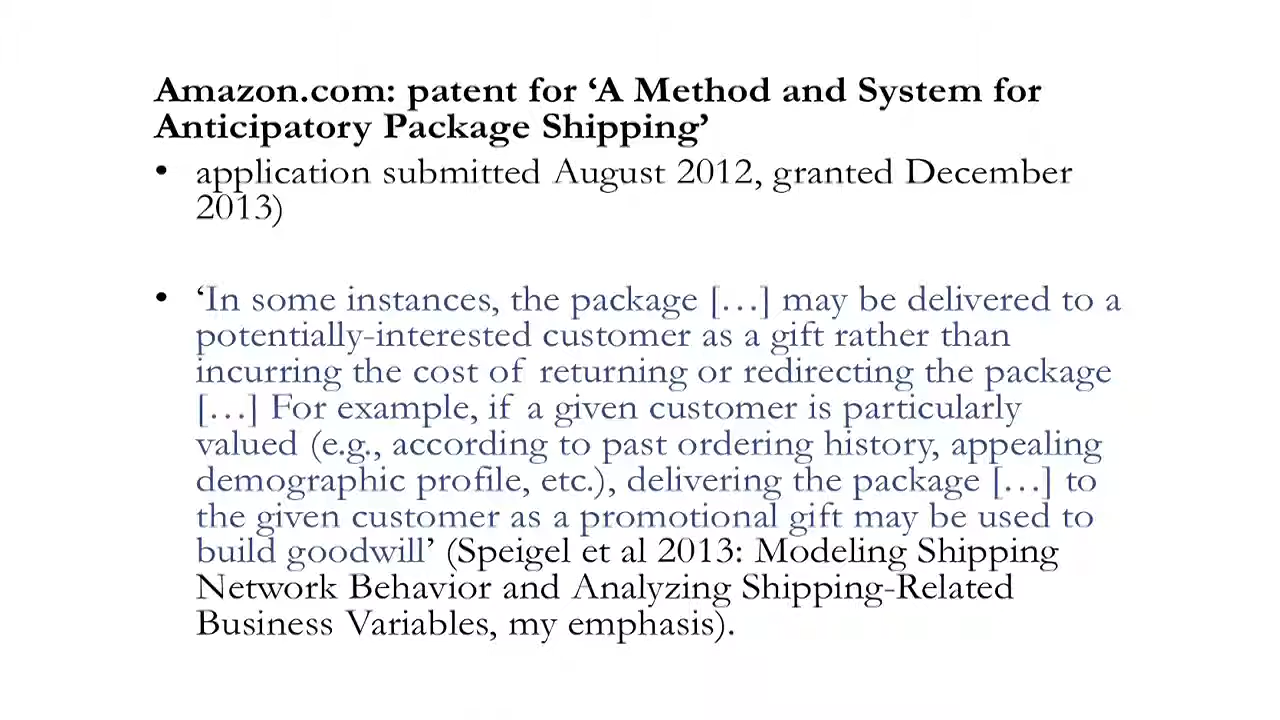 Amazon.com: patent for ‘A Method and System for
Anticipatory Package Shipping’
• application submitted August 2012, granted December
2013)
• ‘In some instances, the package […] may be delivered to a
potentially-interested customer as a gift rather than
incurring the cost of returning or redirecting the package
[…] For example, if a given customer is particularly
valued (e.g., according to past ordering history, appealing
demographic profile, etc.), delivering the package […] to
the given customer as a promotional gift may be used to
build goodwill’ (Speigel et al 2013: Modeling Shipping
Network Behavior and Analyzing Shipping-Related
Business Variables, my emphasis).